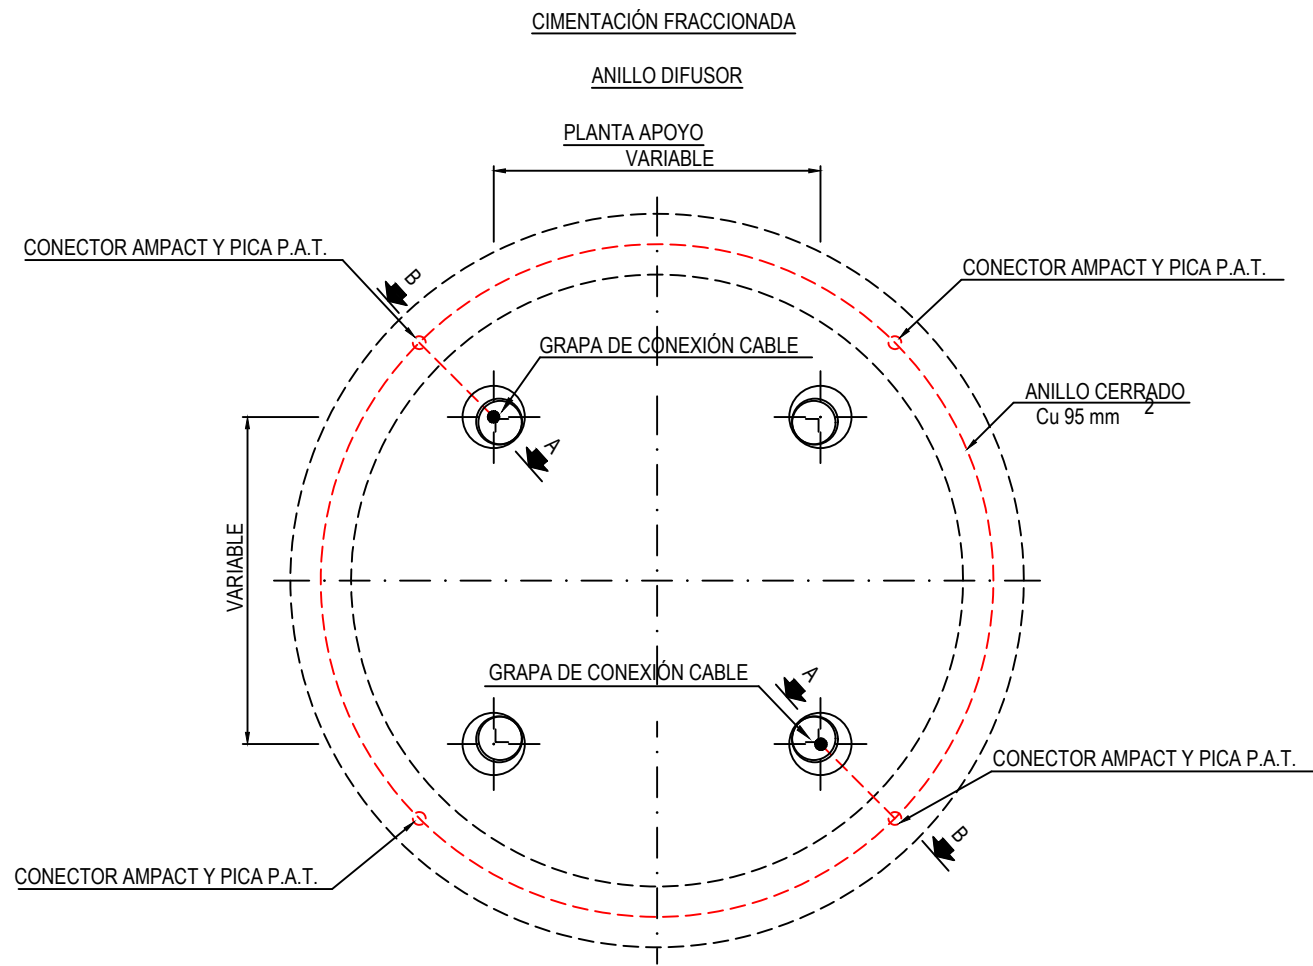 CIMENTACIÓN FRACCIONADA
ANILLO DIFUSOR
PLANTA APOYO
VARIABLE
CONECTOR AMPACT Y PICA P.A.T.
B
CONECTOR AMPACT Y PICA P.A.T.
GRAPA DE CONEXIÓN CABLE
ANILLO CERRADO
Cu 95 mm 2
A
VARIABLE
GRAPA DE CONEXIÓN CABLE
A
CONECTOR AMPACT Y PICA P.A.T.
B
CONECTOR AMPACT Y PICA P.A.T.